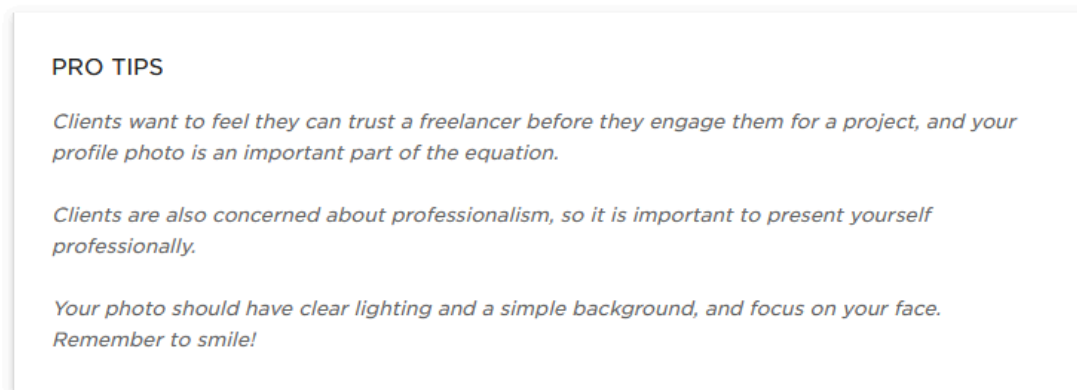 PRO TIPS
Clients want to feel they can trust a freelancer before they engage them for a project, and your
profile photo is an important part of the equation.
Clients are also concerned about professionalism, so it is important to present yourself
professionally.
Your photo should have clear lighting and a simple background, and focus on your face.
Remember to smile!